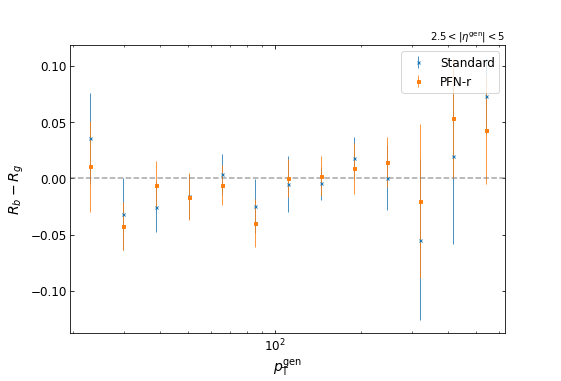 2.5 < |η^gen| < 5
Standard
PFN-r
0.10
0.05
0.00
−0.05
−0.10
R_b − R_g
10^2
p_T^gen